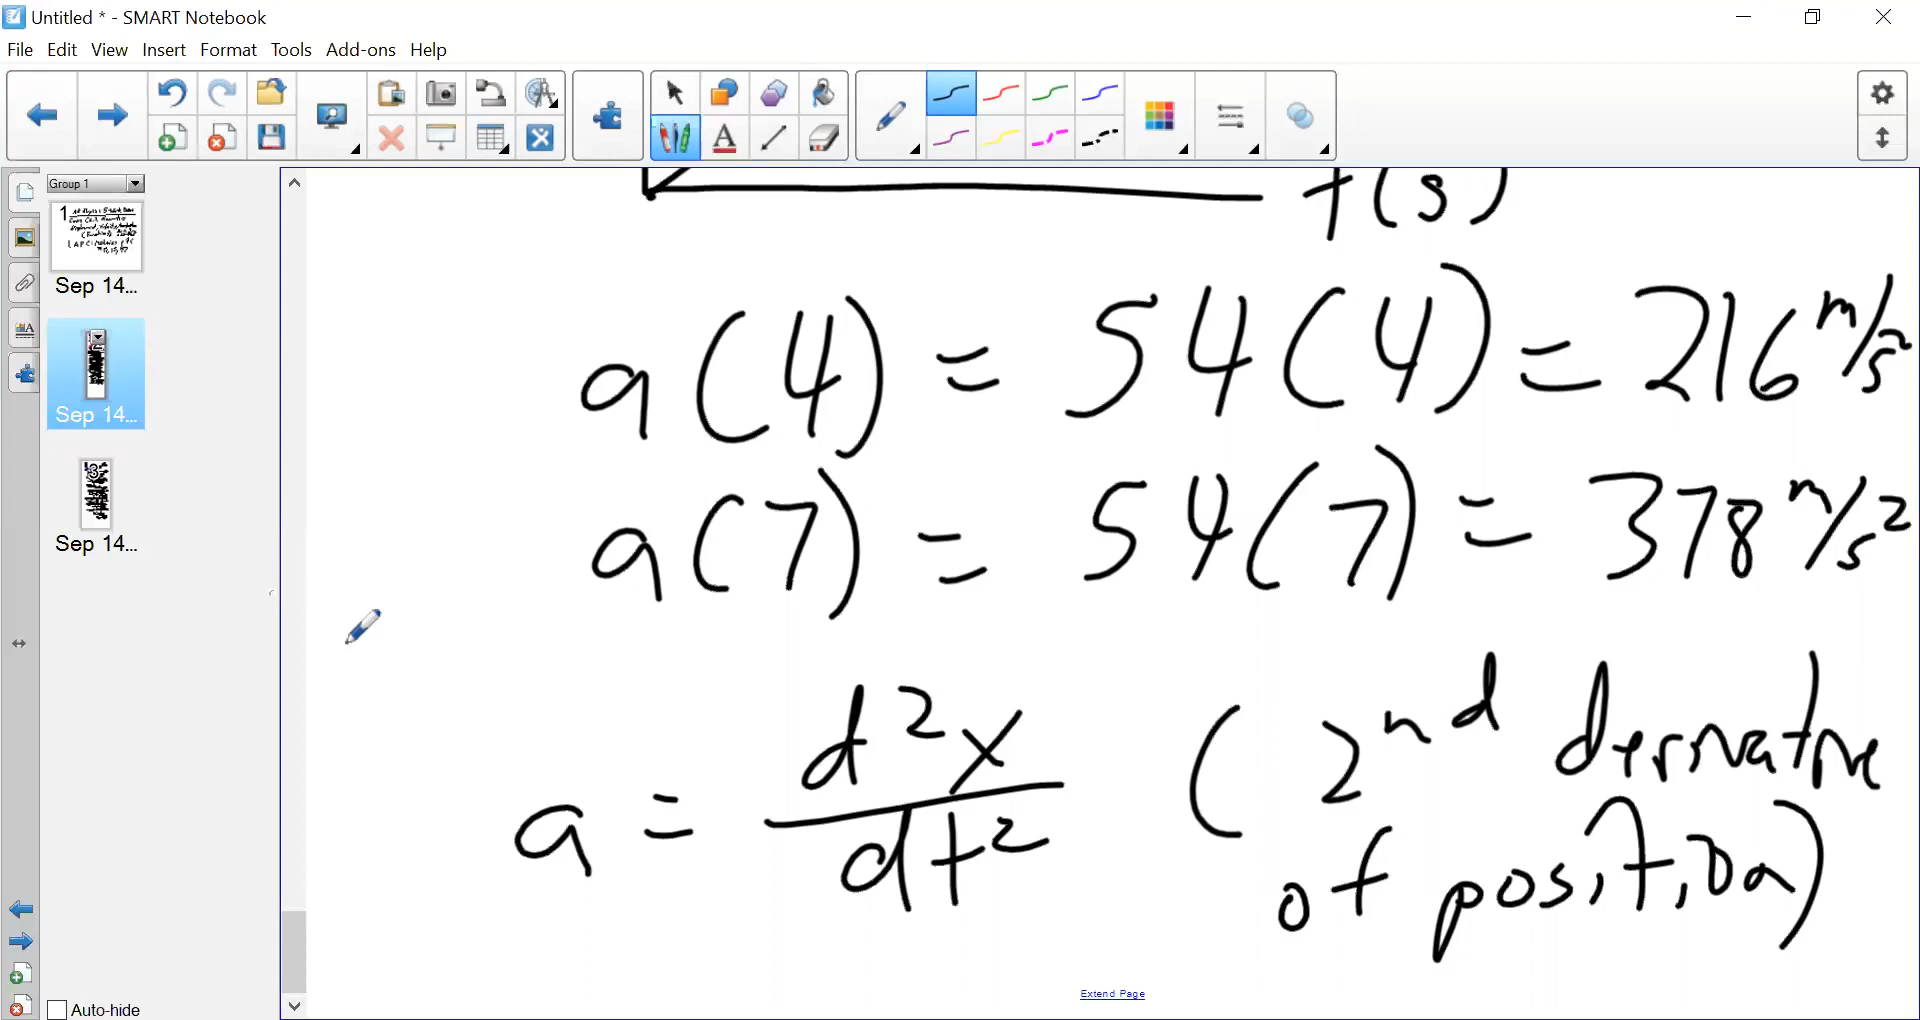 Untitled * - SMART Notebook
File Edit View Insert Format Tools Add-ons Help
Group 1
1
Sep 14...
Sep 14...
Sep 14...
t(s)
a(4) = 54(4) = 216 m/s²
a(7) = 54(7) = 378 m/s²
a = d²x/dt² (2nd derivative
of position)
Extend Page
Auto-hide